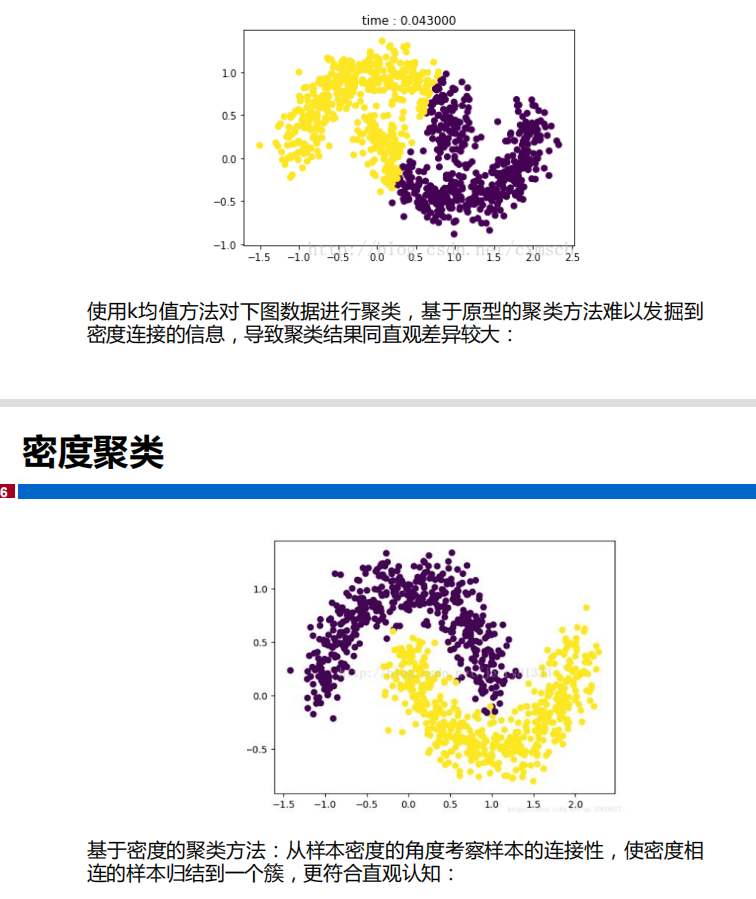 time : 0.043000
1.0
0.5
0.0
−0.5
−1.0
−1.5 −1.0 −0.5 0.0 0.5 1.0 1.5 2.0 2.5
使用k均值方法对下图数据进行聚类，基于原型的聚类方法难以发掘到
密度连接的信息，导致聚类结果同直观差异较大：
密度聚类
6
1.0
0.5
0.0
−0.5
−1.5 −1.0 −0.5 0.0 0.5 1.0 1.5 2.0
基于密度的聚类方法：从样本密度的角度考察样本的连接性，使密度相
连的样本归结到一个簇，更符合直观认知：